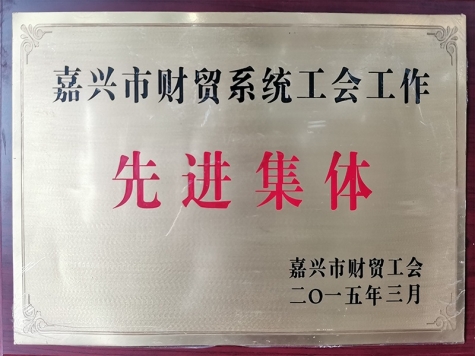 嘉兴市财贸系统工会工作
先进集体
嘉兴市财贸工会
二〇一五年三月